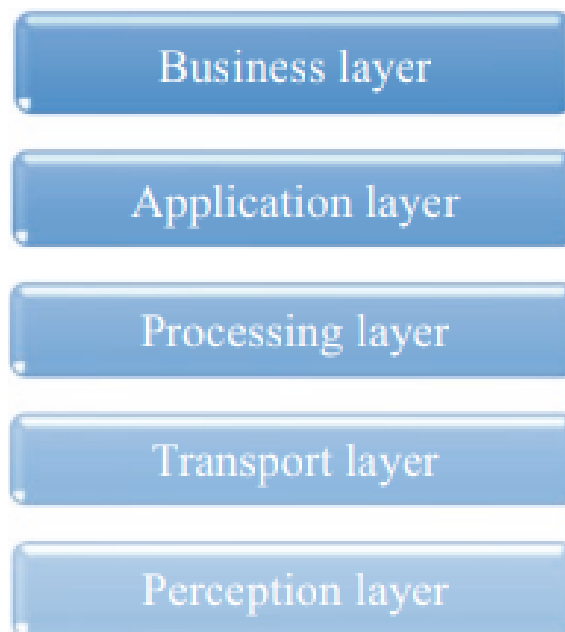 Business layer
Application layer
Processing layer
Transport layer
Perception layer